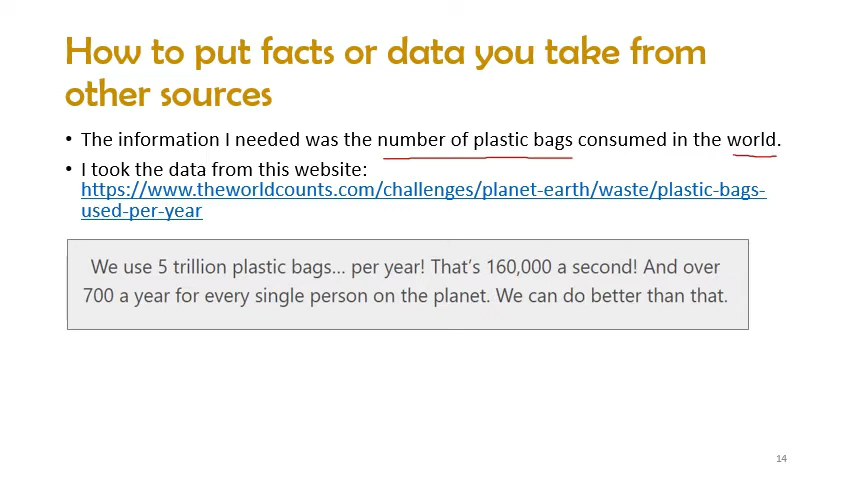 How to put facts or data you take from
other sources
• The information I needed was the number of plastic bags consumed in the world.
• I took the data from this website:
https://www.theworldcounts.com/challenges/planet-earth/waste/plastic-bags-
used-per-year
We use 5 trillion plastic bags... per year! That's 160,000 a second! And over
700 a year for every single person on the planet. We can do better than that.
14